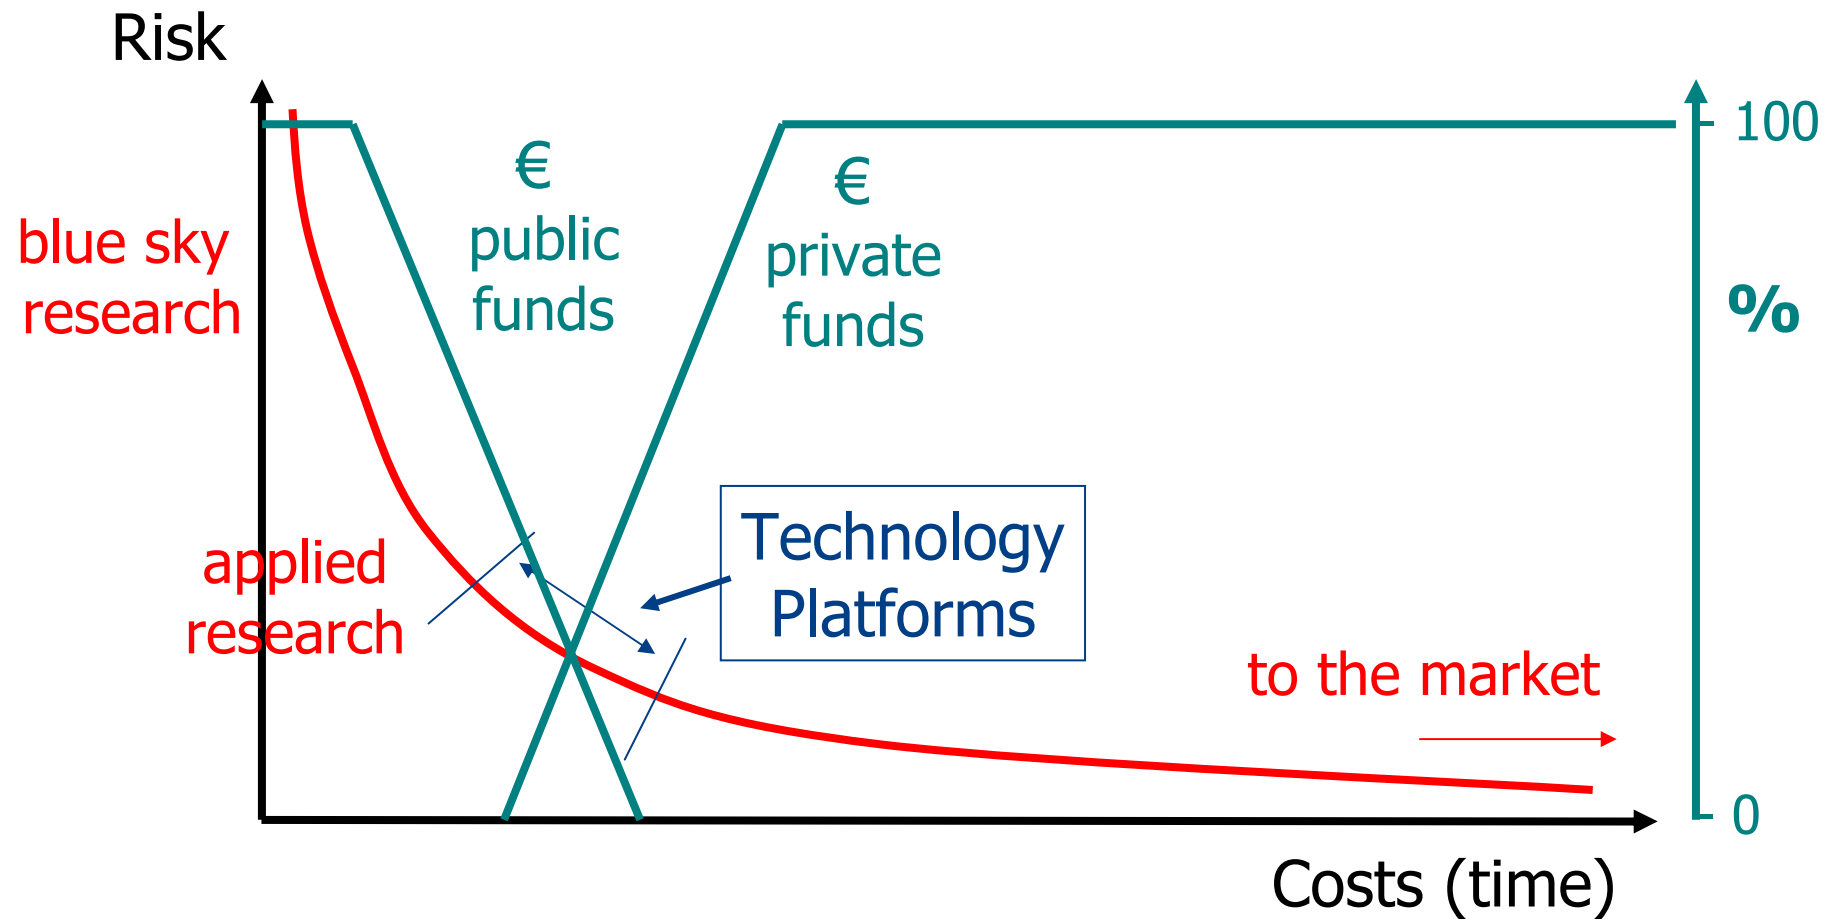 Risk
100
€
public
funds
€
private
funds
blue sky
research
%
Technology
Platforms
applied
research
to the market
0
Costs (time)